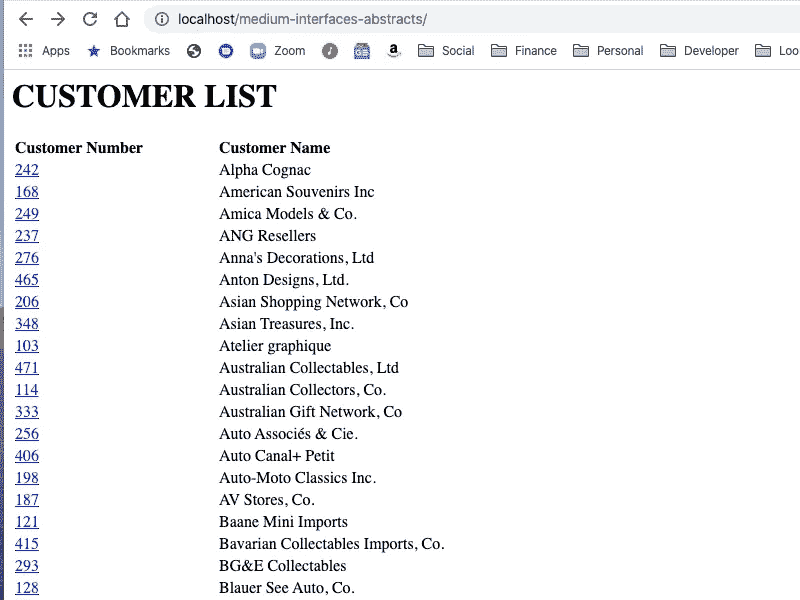 localhost/medium-interfaces-abstracts/
Apps Bookmarks Zoom Social Finance Personal Developer Loo
CUSTOMER LIST
Customer Number Customer Name
242 Alpha Cognac
168 American Souvenirs Inc
249 Amica Models & Co.
237 ANG Resellers
276 Anna's Decorations, Ltd
465 Anton Designs, Ltd.
206 Asian Shopping Network, Co
348 Asian Treasures, Inc.
103 Atelier graphique
471 Australian Collectables, Ltd
114 Australian Collectors, Co.
333 Australian Gift Network, Co
256 Auto Associés & Cie.
406 Auto Canal+ Petit
198 Auto-Moto Classics Inc.
187 AV Stores, Co.
121 Baane Mini Imports
415 Bavarian Collectables Imports, Co.
293 BG&E Collectables
128 Blauer See Auto, Co.